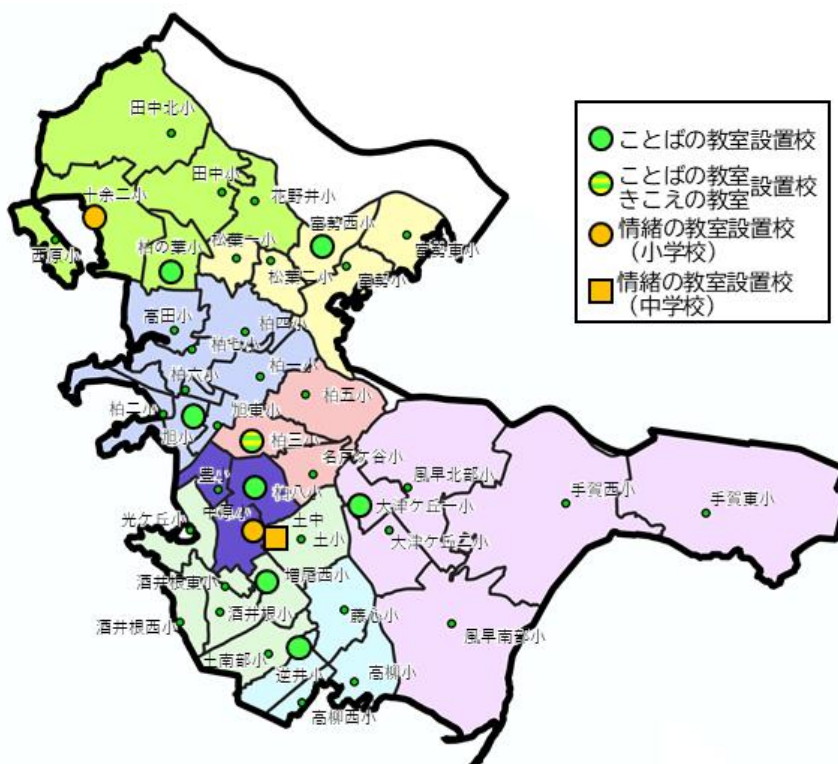 ことばの教室設置校
ことばの教室
きこえの教室
設置校
情緒の教室設置校
(小学校)
情緒の教室設置校
(中学校)
田中北小
田中小
十余二小
花野井小
富勢西小
富勢東小
西原小
柏の葉小
松葉一小
松葉二小
富勢小
高田小
柏四小
柏宅小
柏六小
柏一小
柏五小
柏二小
旭小
旭東小
柏三小
名戸ケ谷小
風早北部小
手賀西小
手賀東小
豊小
柏八小
大津ケ丘一小
大津ケ丘二小
光ケ丘小
中原小
土中
土小
増尾西小
酒井根東小
酒井根小
酒井根西小
藤心小
風早南部小
土南部小
逆井小
高柳小
高柳西小